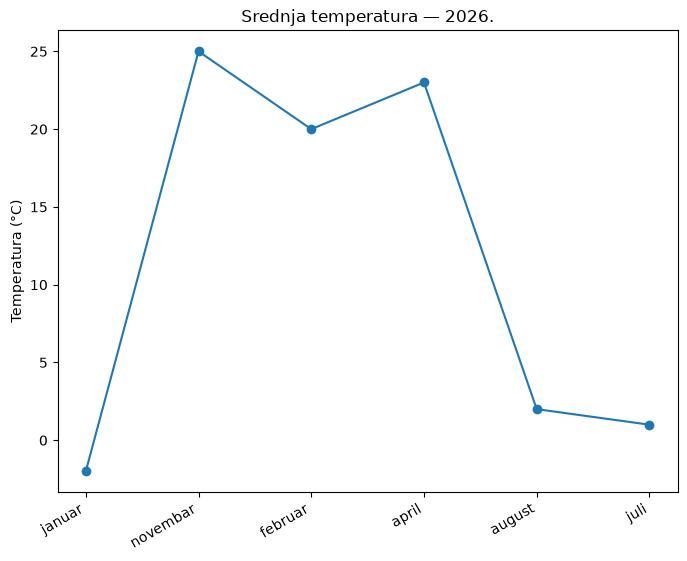 Srednja temperatura — 2026.
Temperatura (°C)
25
20
15
10
5
0
januar
novembar
februar
april
august
juli